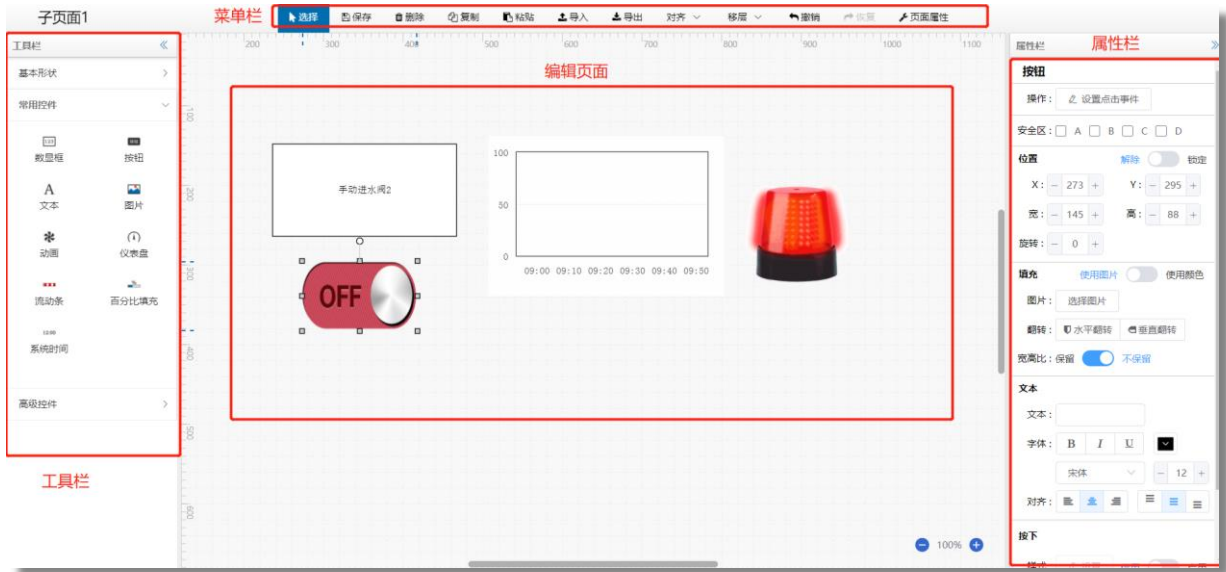 子页面1
菜单栏
选择 保存 删除 复制 粘贴 导入 导出 对齐 移层 撤销 恢复 页面属性
工具栏
200 300 400 500 600 700 800 900 1000 1100
属性栏 属性栏
基本形状
编辑页面
按钮
操作： 设置点击事件
常用控件
100
安全区： A B C D
数显框 按钮
100
50
0
09:00 09:10 09:20 09:30 09:40 09:50
位置 解除 锁定
手动进水阀2
200
X： − 273 + Y： − 295 +
文本 图片
宽： − 145 + 高： − 88 +
动画 仪表盘
旋转： − 0 +
300
OFF
填充 使用图片 使用颜色
流动条 百分比填充
图片： 选择图片
翻转： 水平翻转 垂直翻转
系统时间
400
宽高比： 保留 不保留
文本
高级控件
文本：
500
字体： B I U
工具栏
宋体 − 12 +
对齐：
600
按下
100%